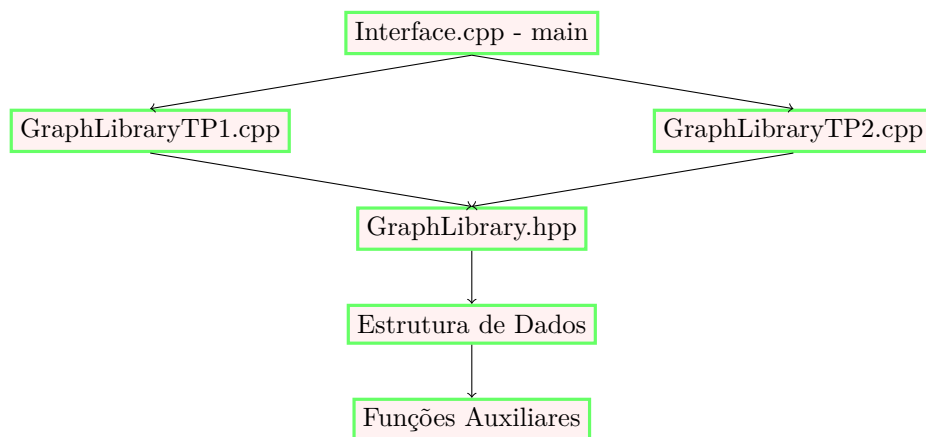 Interface.cpp - main
GraphLibraryTP1.cpp
GraphLibraryTP2.cpp
GraphLibrary.hpp
Estrutura de Dados
Funções Auxiliares